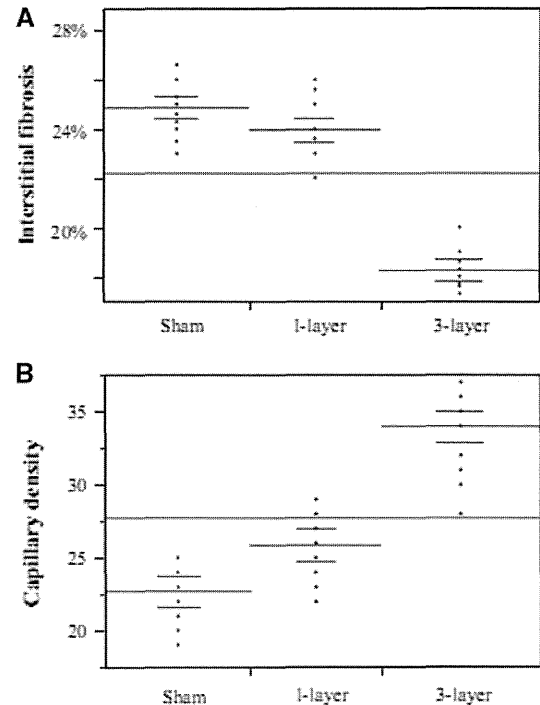 A
Interstitial fibrosis
28%
24%
20%
Sham 1-layer 3-layer
B
Capillary density
35
30
25
20
Sham 1-layer 3-layer